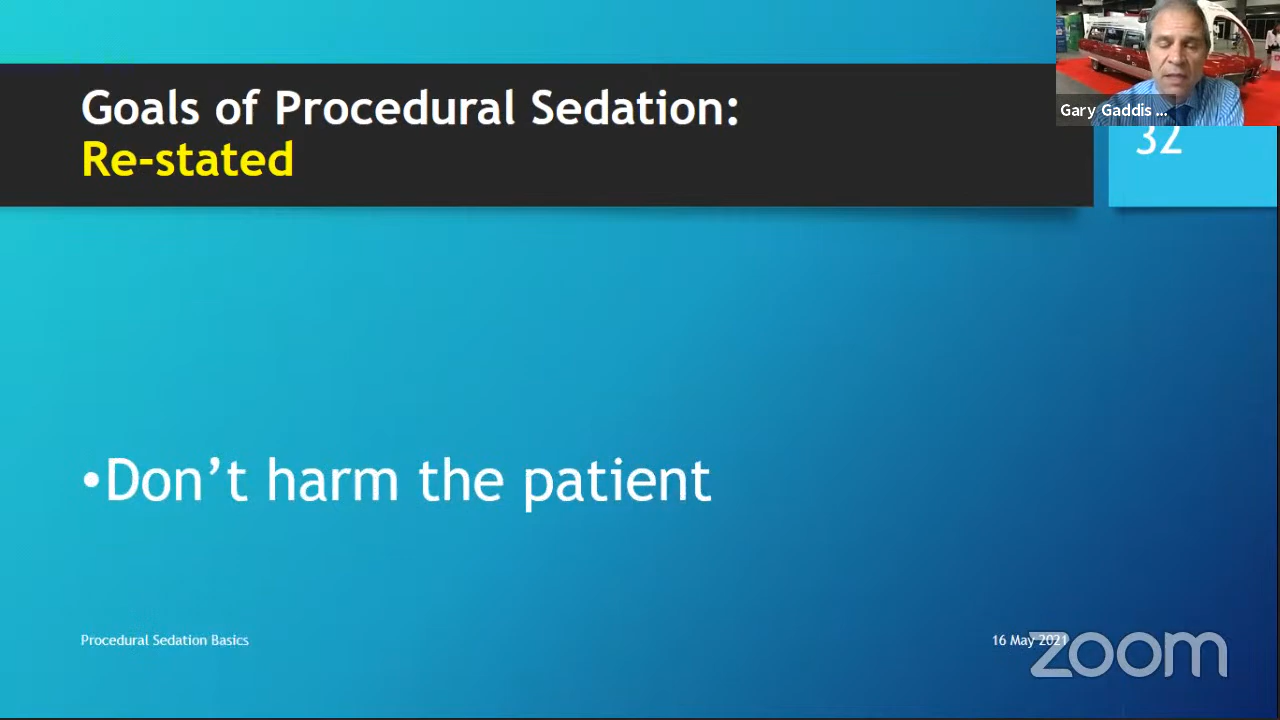 Goals of Procedural Sedation:
Re-stated
Gary Gaddis ...
32
•Don’t harm the patient
Procedural Sedation Basics
16 May 2021
zoom